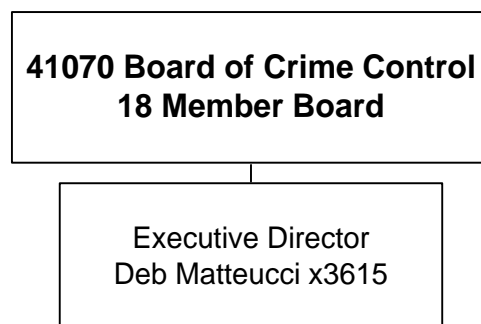 41070 Board of Crime Control
18 Member Board
Executive Director
Deb Matteucci x3615